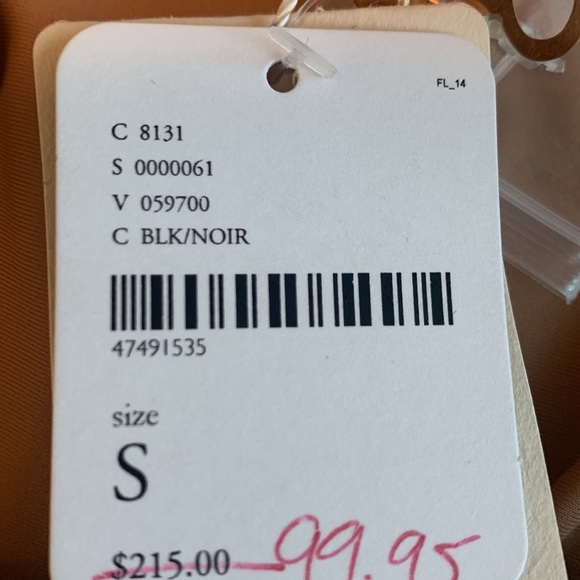 FL_14
C 8131
S 0000061
V 059700
C BLK/NOIR
47491535
size
S
$215.00 99.95